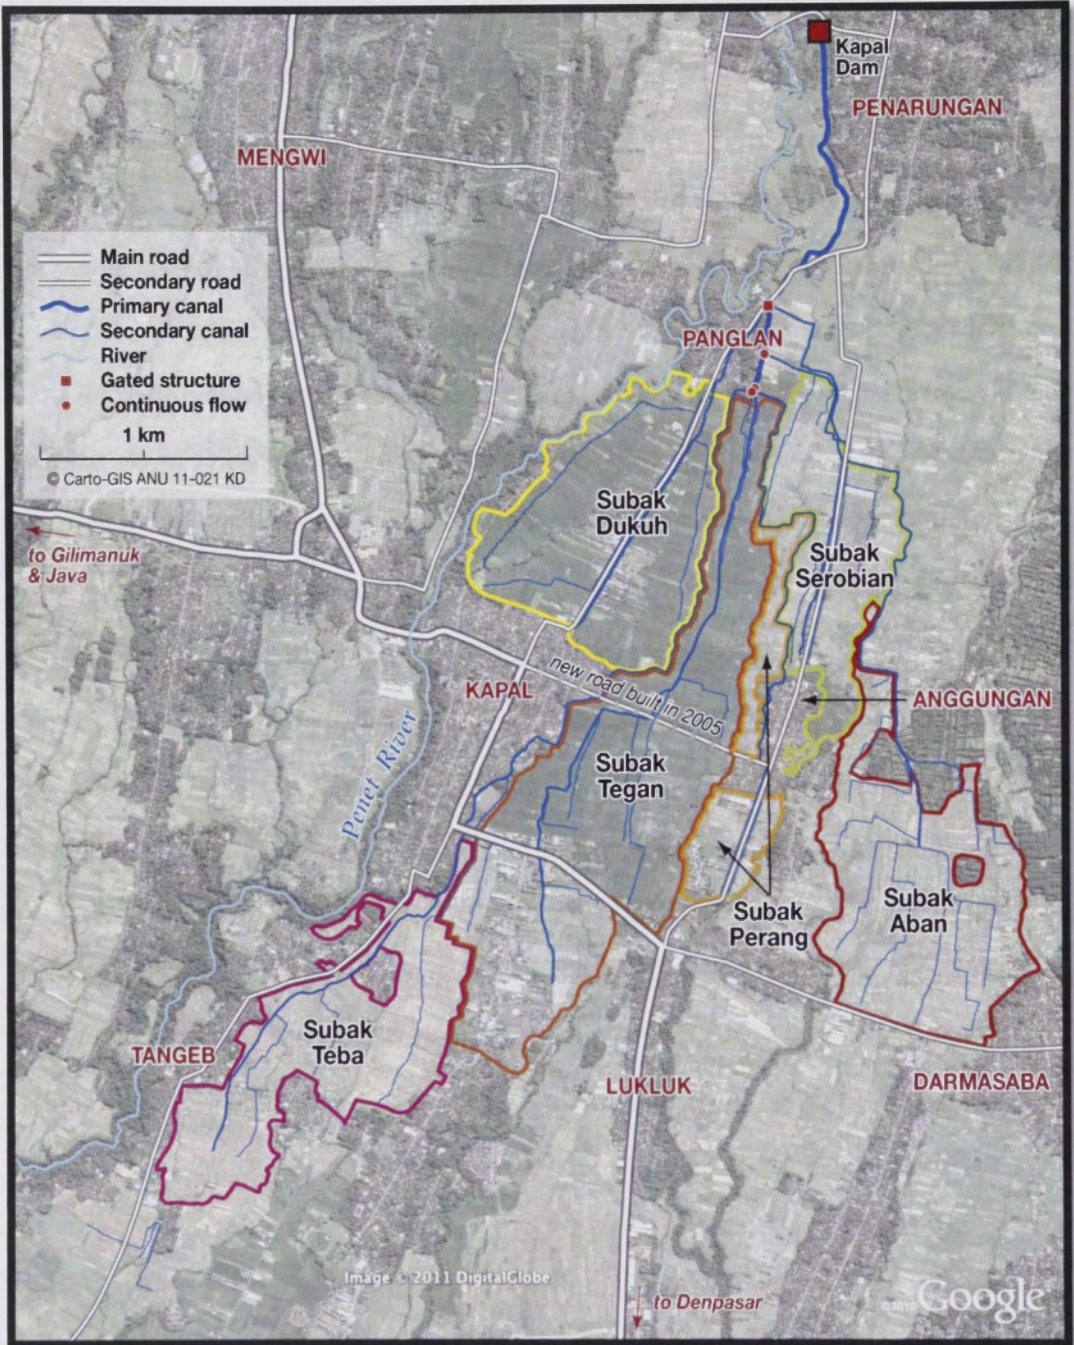 Kapal
Dam
PENARUNGAN
MENGWI
Main road
Secondary road
Primary canal
Secondary canal
River
Gated structure
Continuous flow
1 km
© Carto-GIS ANU 11-021 KD
PANGLAN
to Gilimanuk
& Java
Subak
Dukuh
Subak
Serobian
KAPAL
new road built in 2005
ANGGUNGAN
Penet River
Subak
Tegan
Subak
Perang
Subak
Aban
Subak
Teba
TANGEB
LUKLUK
DARMASABA
Image © 2011 DigitalGlobe
©2010 Google
to Denpasar